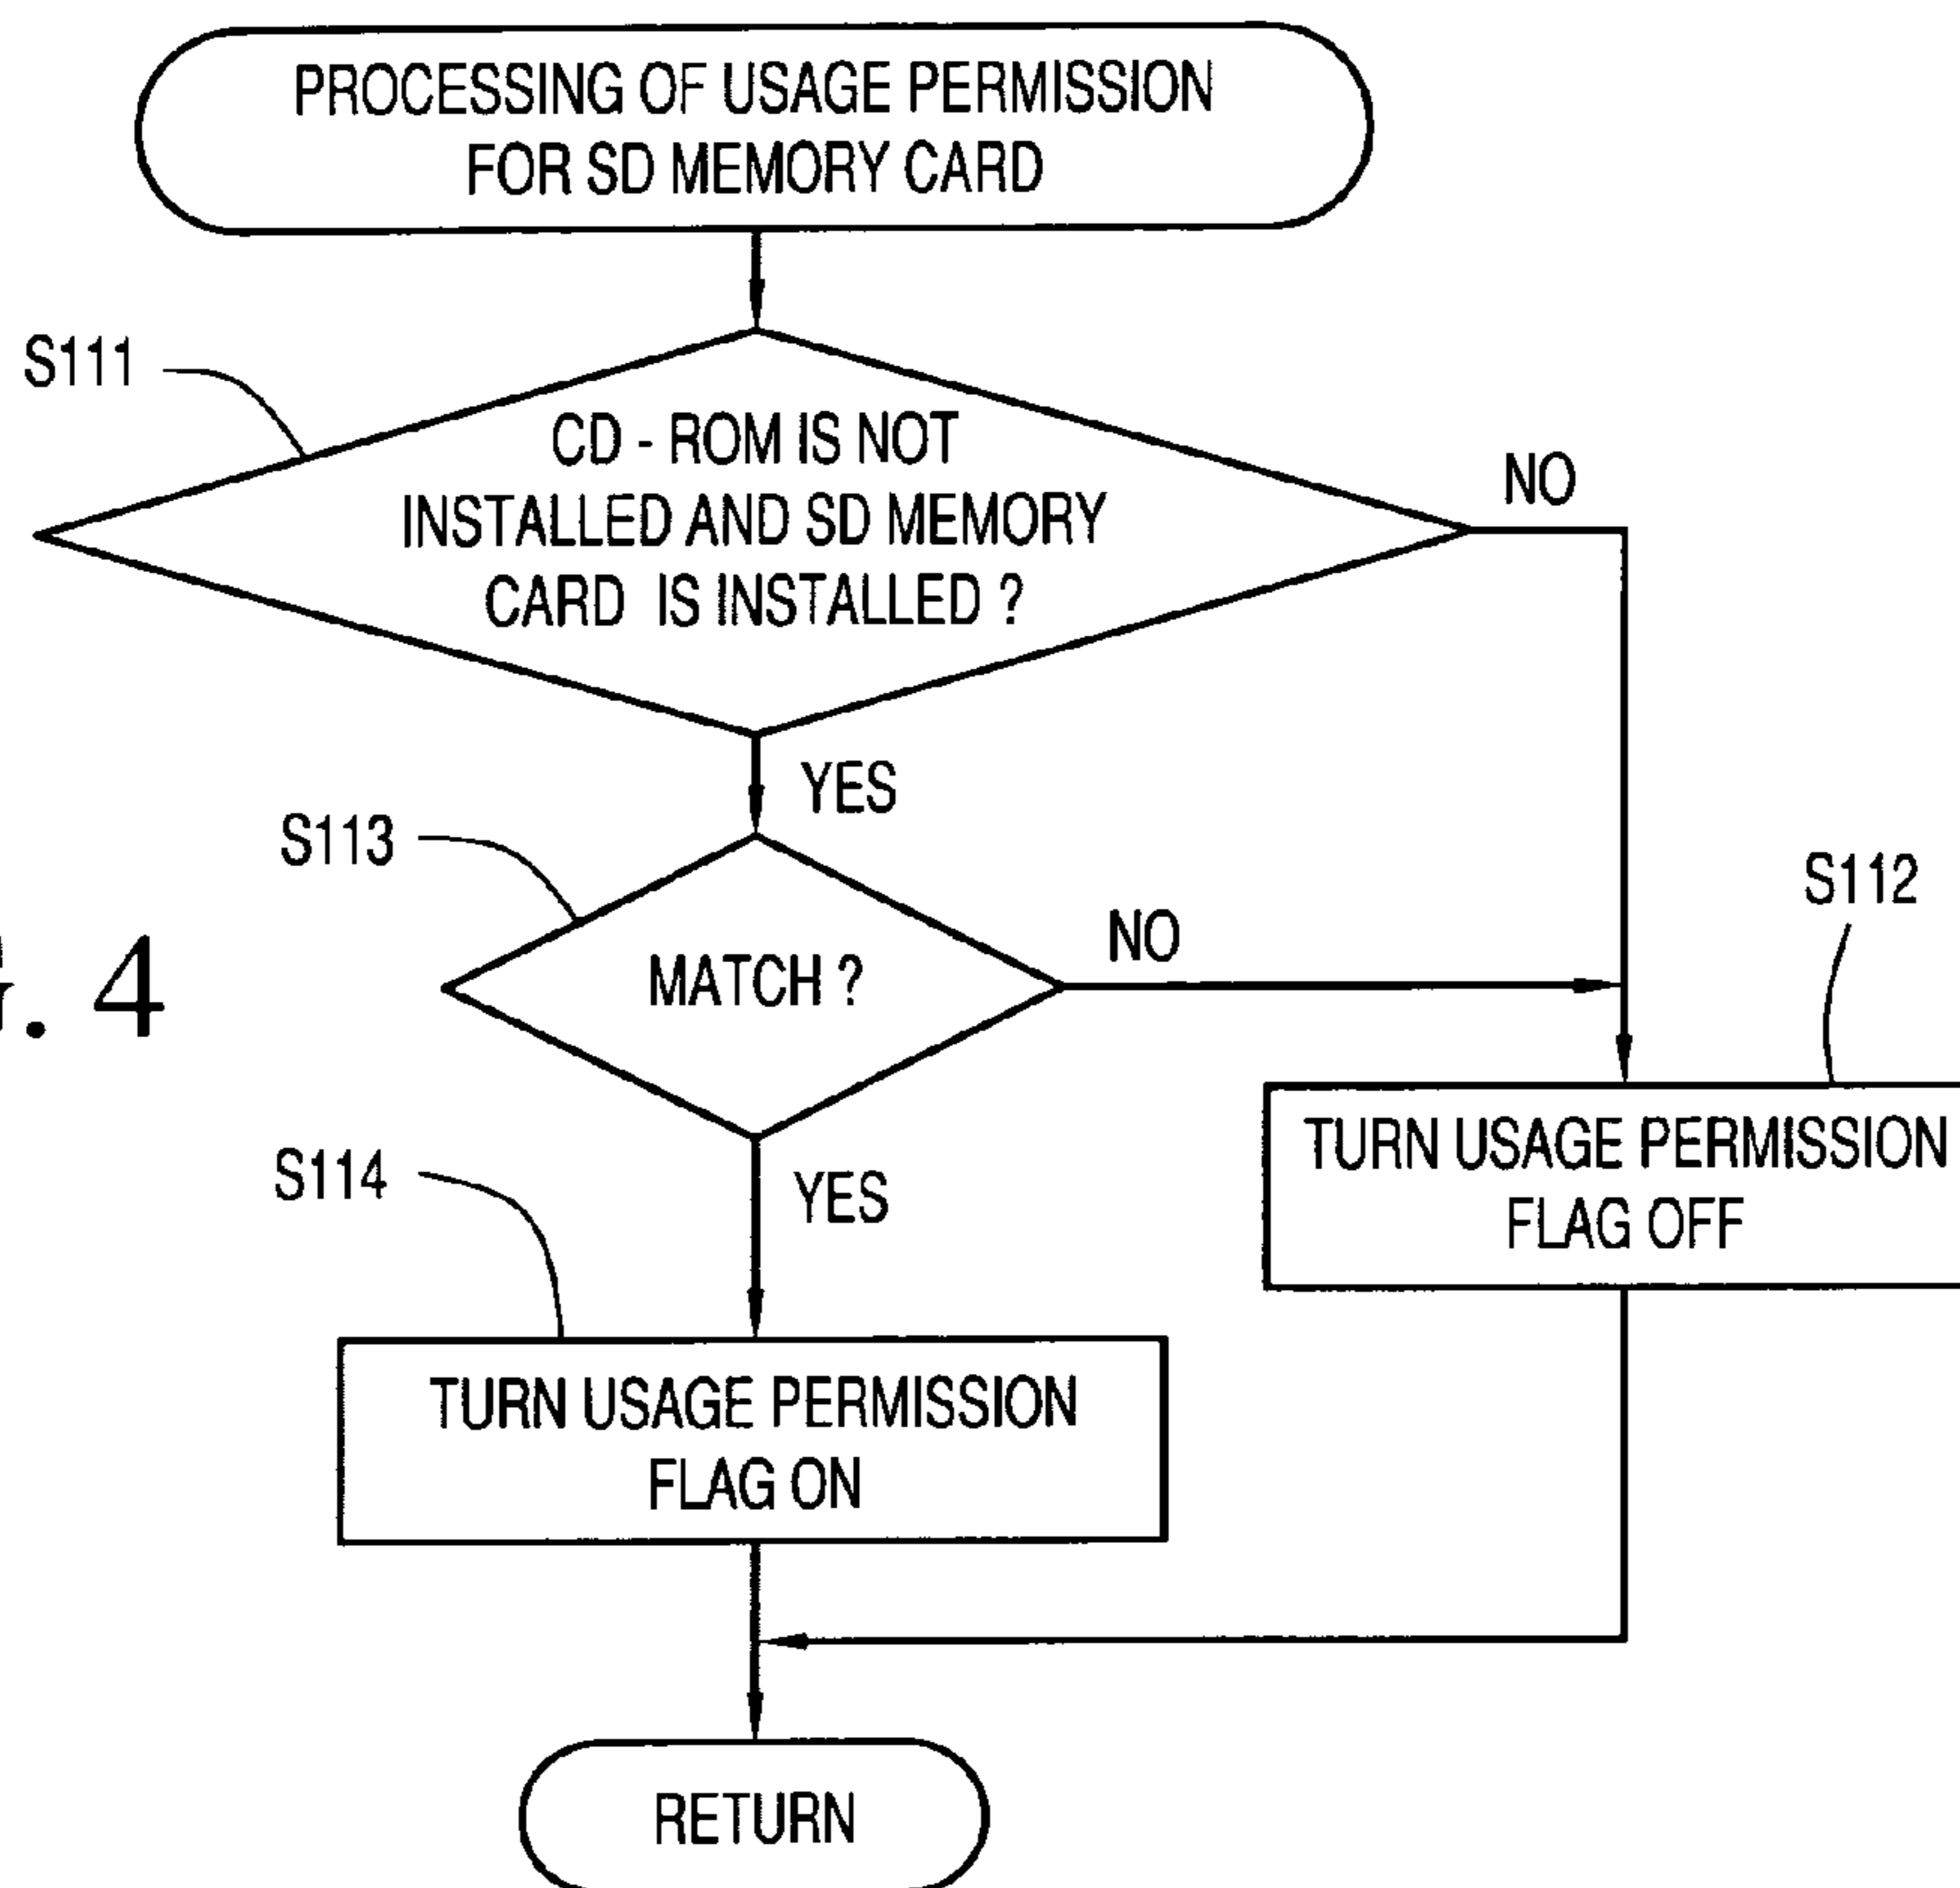 PROCESSING OF USAGE PERMISSION
FOR SD MEMORY CARD
S111
CD - ROM IS NOT
INSTALLED AND SD MEMORY
CARD IS INSTALLED ?
NO
YES
S113
MATCH ?
NO
S112
. 4
TURN USAGE PERMISSION
FLAG OFF
S114
YES
TURN USAGE PERMISSION
FLAG ON
RETURN